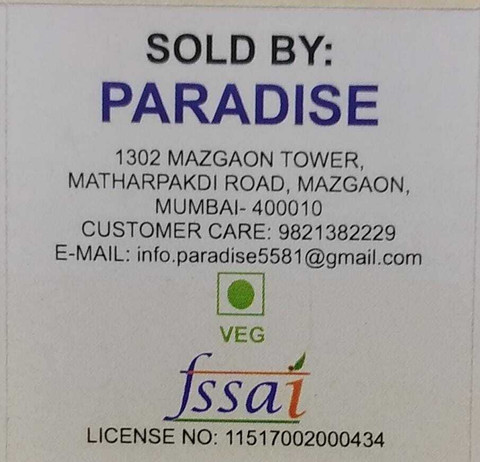 SOLD BY:
PARADISE
1302 MAZGAON TOWER,
MATHARPAKDI ROAD, MAZGAON,
MUMBAI- 400010
CUSTOMER CARE: 9821382229
E-MAIL: info.paradise5581@gmail.com
VEG
fssai
LICENSE NO: 11517002000434